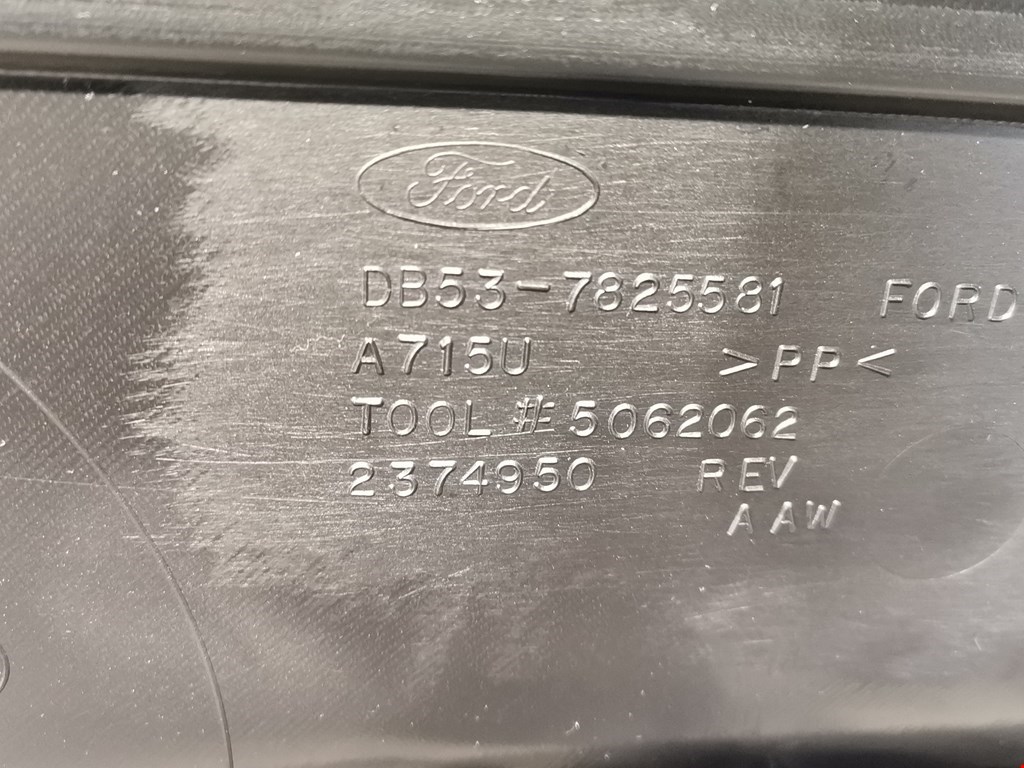 Ford
DB53-7825581 FORD
A715U >PP<
TOOL # 5062062
2374950 REV
AAW